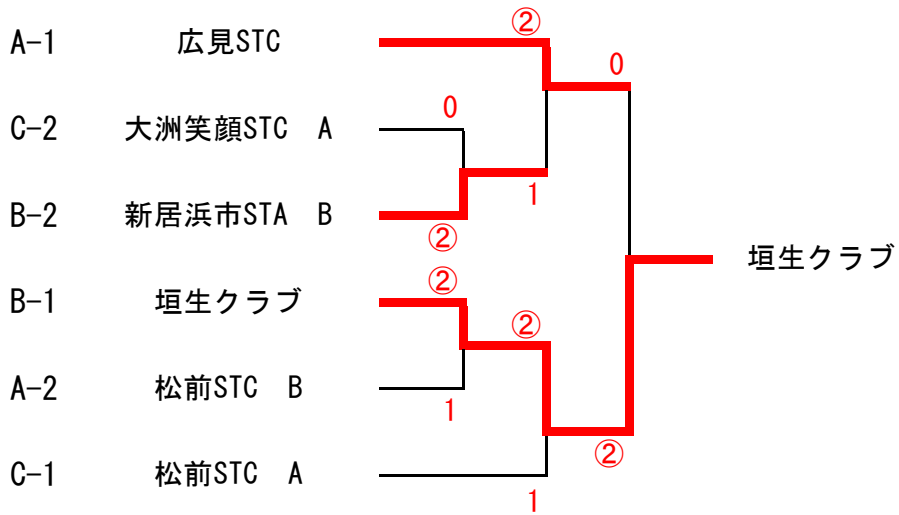 ②
A-1 広見STC
0
0
C-2 大洲笑顔STC A
1
B-2 新居浜市STA B
②
垣生クラブ
②
B-1 垣生クラブ
②
A-2 松前STC B
1
②
C-1 松前STC A
1